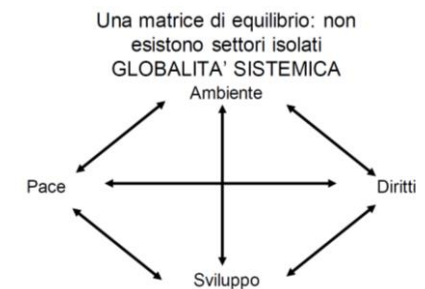 Una matrice di equilibrio: non
esistono settori isolati
GLOBALITA' SISTEMICA
Ambiente
Pace
Diritti
Sviluppo